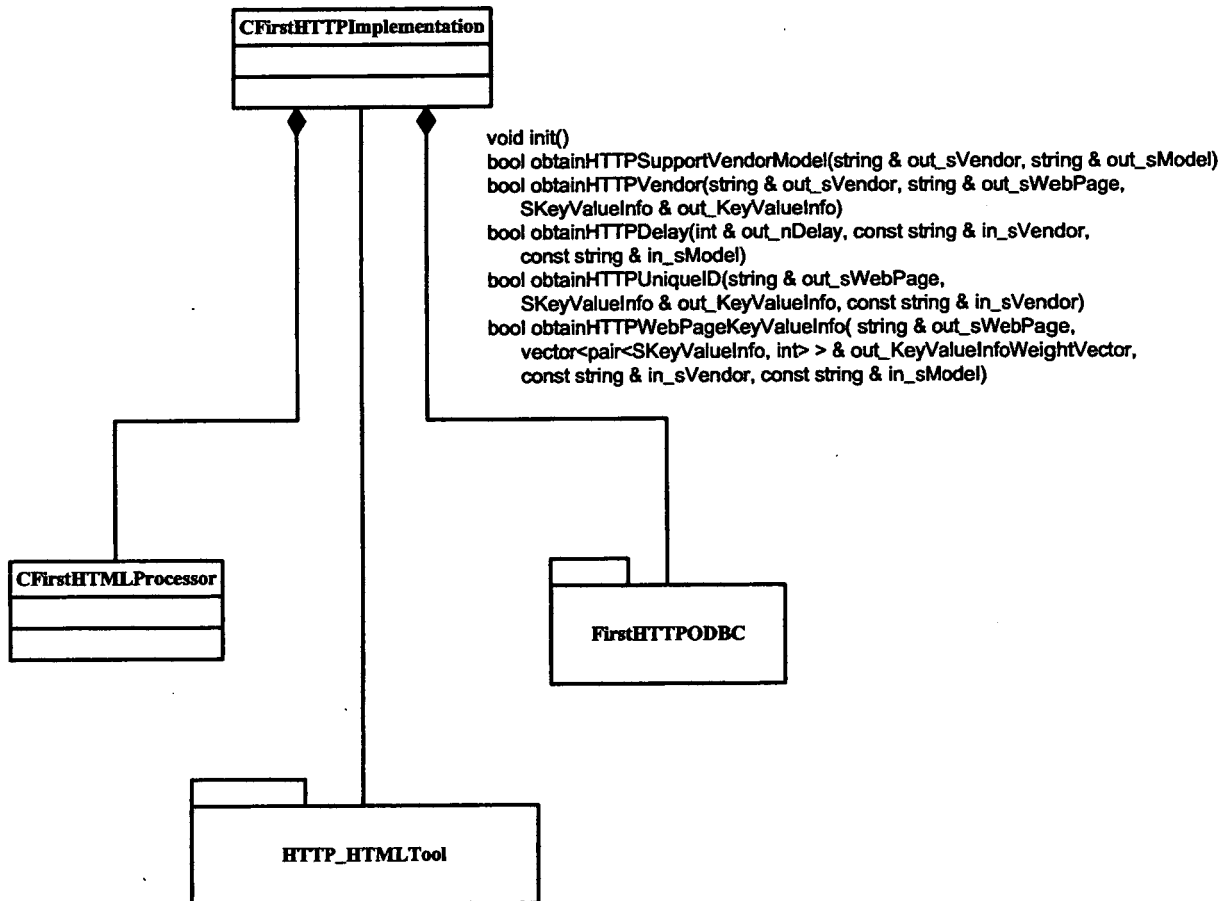 CFirstHTTPImplementation
void init()
bool obtainHTTPSupportVendorModel(string & out_sVendor, string & out_sModel)
bool obtainHTTPVendor(string & out_sVendor, string & out_sWebPage,
SKeyValueInfo & out_KeyValueInfo)
bool obtainHTTPDelay(int & out_nDelay, const string & in_sVendor,
const string & in_sModel)
bool obtainHTTPUniqueID(string & out_sWebPage,
SKeyValueInfo & out_KeyValueInfo, const string & in_sVendor)
bool obtainHTTPWebPageKeyValueInfo( string & out_sWebPage,
vector<pair<SKeyValueInfo, int> > & out_KeyValueInfoWeightVector,
const string & in_sVendor, const string & in_sModel)
CFirstHTMLProcessor
FirstHTTPODBC
HTTP_HTMLTool